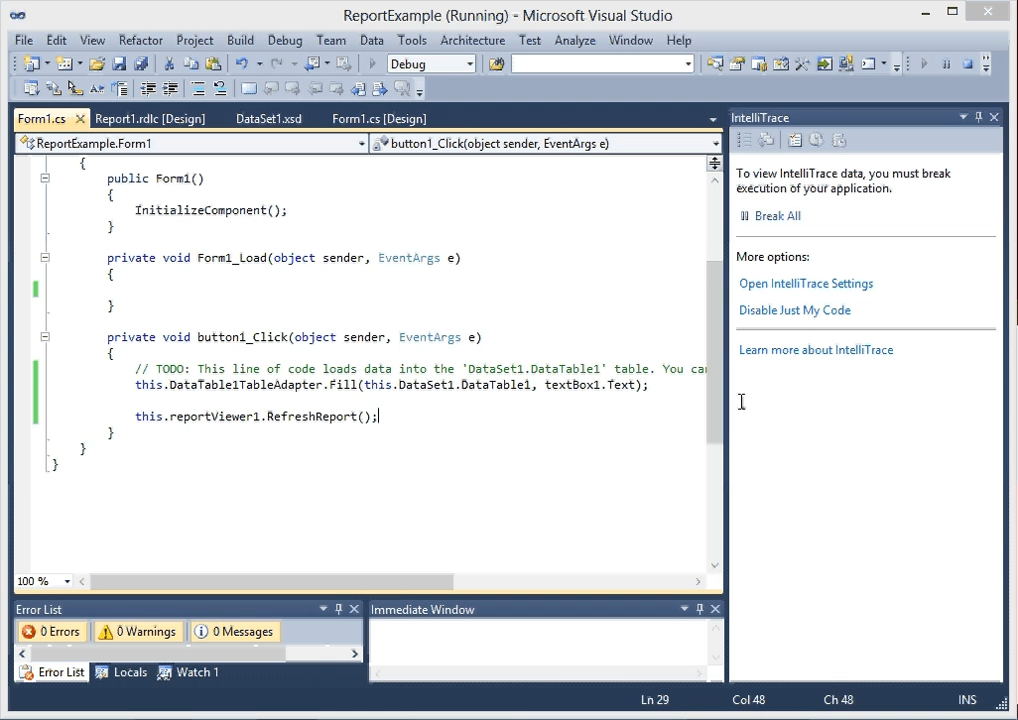 ReportExample (Running) - Microsoft Visual Studio
File Edit View Refactor Project Build Debug Team Data Tools Architecture Test Analyze Window Help
Debug
Form1.cs Report1.rdlc [Design] DataSet1.xsd Form1.cs [Design]
ReportExample.Form1 button1_Click(object sender, EventArgs e)
{
public Form1()
{
InitializeComponent();
}
private void Form1_Load(object sender, EventArgs e)
{
}
private void button1_Click(object sender, EventArgs e)
{
// TODO: This line of code loads data into the 'DataSet1.DataTable1' table. You can
this.DataTable1TableAdapter.Fill(this.DataSet1.DataTable1, textBox1.Text);
this.reportViewer1.RefreshReport();
}
}
}
100 %
IntelliTrace
To view IntelliTrace data, you must break
execution of your application.
Break All
More options:
Open IntelliTrace Settings
Disable Just My Code
Learn more about IntelliTrace
Error List
0 Errors 0 Warnings 0 Messages
Error List Locals Watch 1
Immediate Window
Ln 29 Col 48 Ch 48 INS